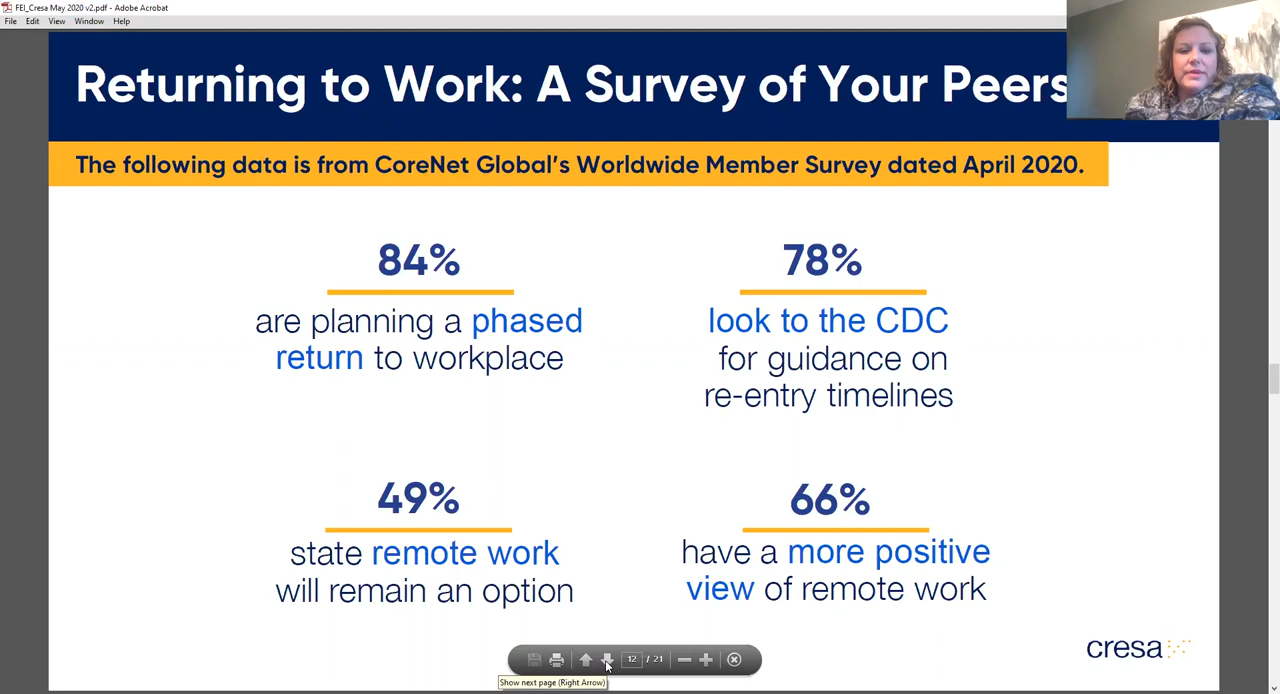 FEI_Cresa May 2020 v2.pdf - Adobe Acrobat
File Edit View Window Help
Returning to Work: A Survey of Your Peers
The following data is from CoreNet Global's Worldwide Member Survey dated April 2020.
84%
are planning a phased
return to workplace
78%
look to the CDC
for guidance on
re-entry timelines
49%
state remote work
will remain an option
66%
have a more positive
view of remote work
cresa
12 / 21
Show next page (Right Arrow)